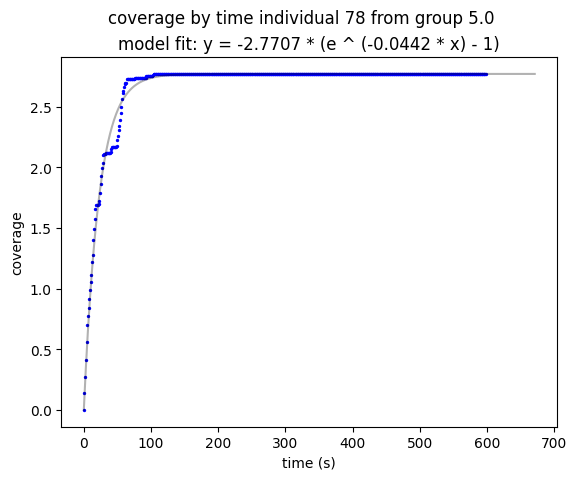 coverage by time individual 78 from group 5.0
model fit: y = -2.7707 * (e ^ (-0.0442 * x) - 1)
2.5
2.0
1.5
1.0
0.5
0.0
coverage
0 100 200 300 400 500 600 700
time (s)